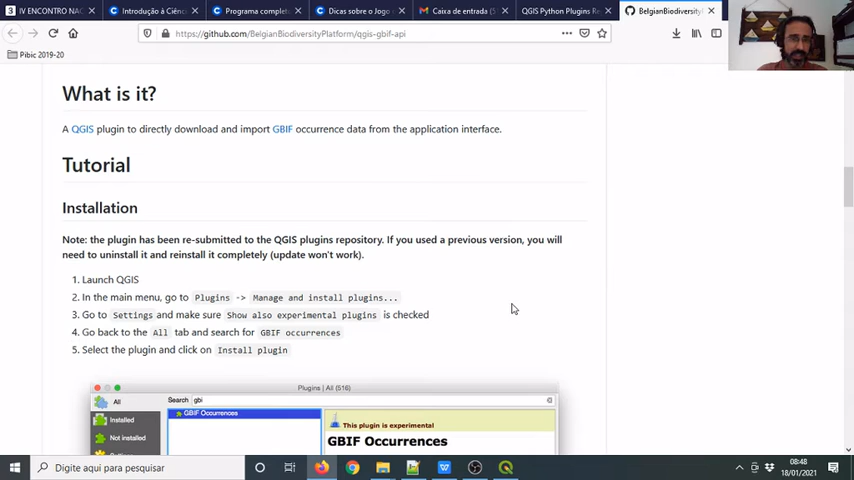 IV ENCONTRO NAC
Introdução à Ciên
Programa complet
Dicas sobre o Jogo
Caixa de entrada (5
QGIS Python Plugins R
BelgianBiodiversity
https://github.com/BelgianBiodiversityPlatform/qgis-gbif-api
Pibic 2019-20
What is it?
A QGIS plugin to directly download and import GBIF occurrence data from the application interface.
Tutorial
Installation
Note: the plugin has been re-submitted to the QGIS plugins repository. If you used a previous version, you will
need to uninstall it and reinstall it completely (update won't work).
1. Launch QGIS
2. In the main menu, go to Plugins -> Manage and install plugins...
3. Go to Settings and make sure Show also experimental plugins is checked
4. Go back to the All tab and search for GBIF occurrences
5. Select the plugin and click on Install plugin
Plugins | All (516)
All
Search gbi
Installed
GBIF Occurrences
This plugin is experimental
Not installed
GBIF Occurrences
Digite aqui para pesquisar
08:48
18/01/2021